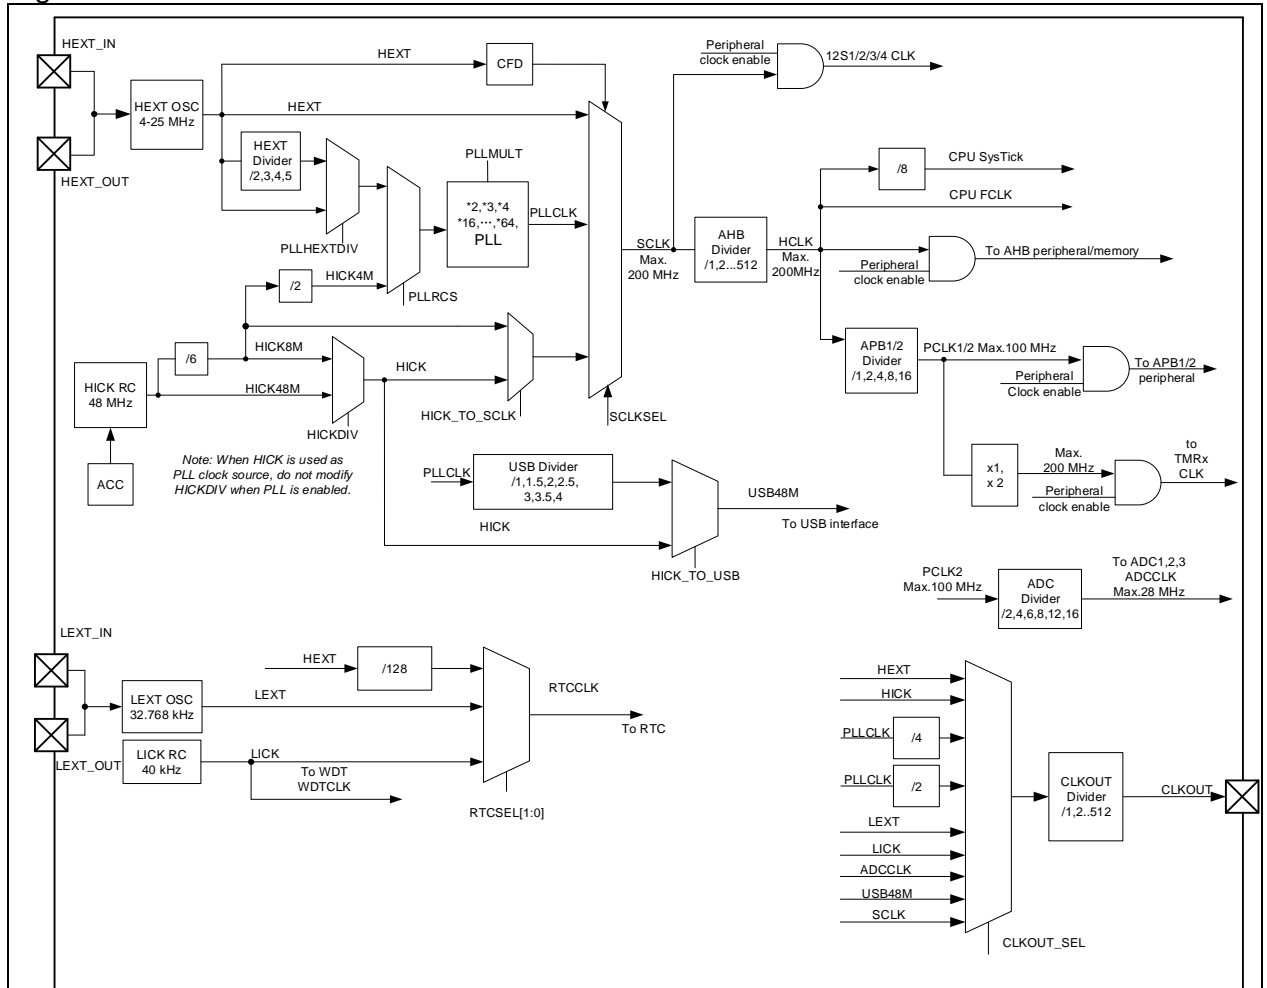 HEXT_IN
HEXT_OUT
HEXT OSC
4-25 MHz
HEXT
CFD
HEXT
HEXT
Divider
/2,3,4,5
PLLHEXTDIV
PLLMULT
*2,*3,*4
*16,⋯,*64,
PLL
PLLCLK
/2
HICK4M
PLLRCS
/6
HICK8M
HICK RC
48 MHz
HICK48M
ACC
HICKDIV
HICK
HICK_TO_SCLK
SCLKSEL
Note: When HICK is used as
PLL clock source, do not modify
HICKDIV when PLL is enabled.
PLLCLK
USB Divider
/1,1.5,2,2.5,
3,3.5,4
HICK
USB48M
To USB interface
HICK_TO_USB
Peripheral
clock enable
12S1/2/3/4 CLK
SCLK
Max.
200 MHz
AHB
Divider
/1,2...512
HCLK
Max.
200MHz
/8
CPU SysTick
CPU FCLK
Peripheral
clock enable
To AHB peripheral/memory
APB1/2
Divider
/1,2,4,8,16
PCLK1/2 Max.100 MHz
Peripheral
Clock enable
To APB1/2
peripheral
x1,
x 2
Max.
200 MHz
Peripheral
clock enable
to
TMRx
CLK
PCLK2
Max.100 MHz
ADC
Divider
/2,4,6,8,12,16
To ADC1,2,3
ADCCLK
Max.28 MHz
LEXT_IN
LEXT_OUT
LEXT OSC
32.768 kHz
LEXT
LICK RC
40 kHz
LICK
To WDT
WDTCLK
HEXT
/128
RTCCLK
To RTC
RTCSEL[1:0]
HEXT
HICK
PLLCLK
/4
PLLCLK
/2
LEXT
LICK
ADCCLK
USB48M
SCLK
CLKOUT_SEL
CLKOUT
Divider
/1,2..512
CLKOUT